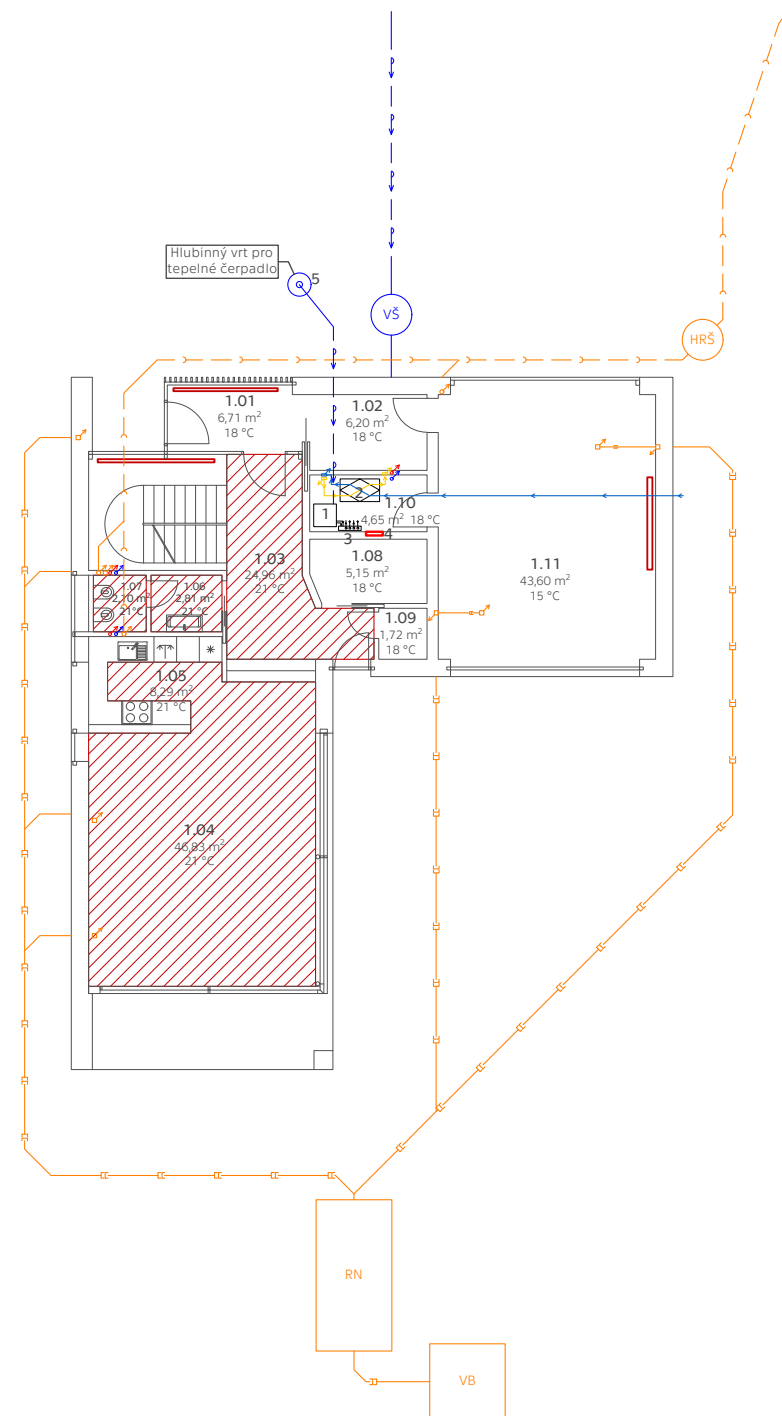 Hlubinný vrt pro
tepelné čerpadlo
5
VŠ
HRŠ
1.01
6,71 m²
18 °C
1.02
6,20 m²
18 °C
2
1.10
4,65 m² 18 °C
1
3
4
1.03
24,96 m²
21 °C
1.08
5,15 m²
18 °C
1.11
43,60 m²
15 °C
1.07
2,10 m²
21°C
1.06
2,81 m²
21°C
1.09
1,72 m²
18 °C
1.05
8,29 m²
21 °C
1.04
46,83 m²
21 °C
RN
VB